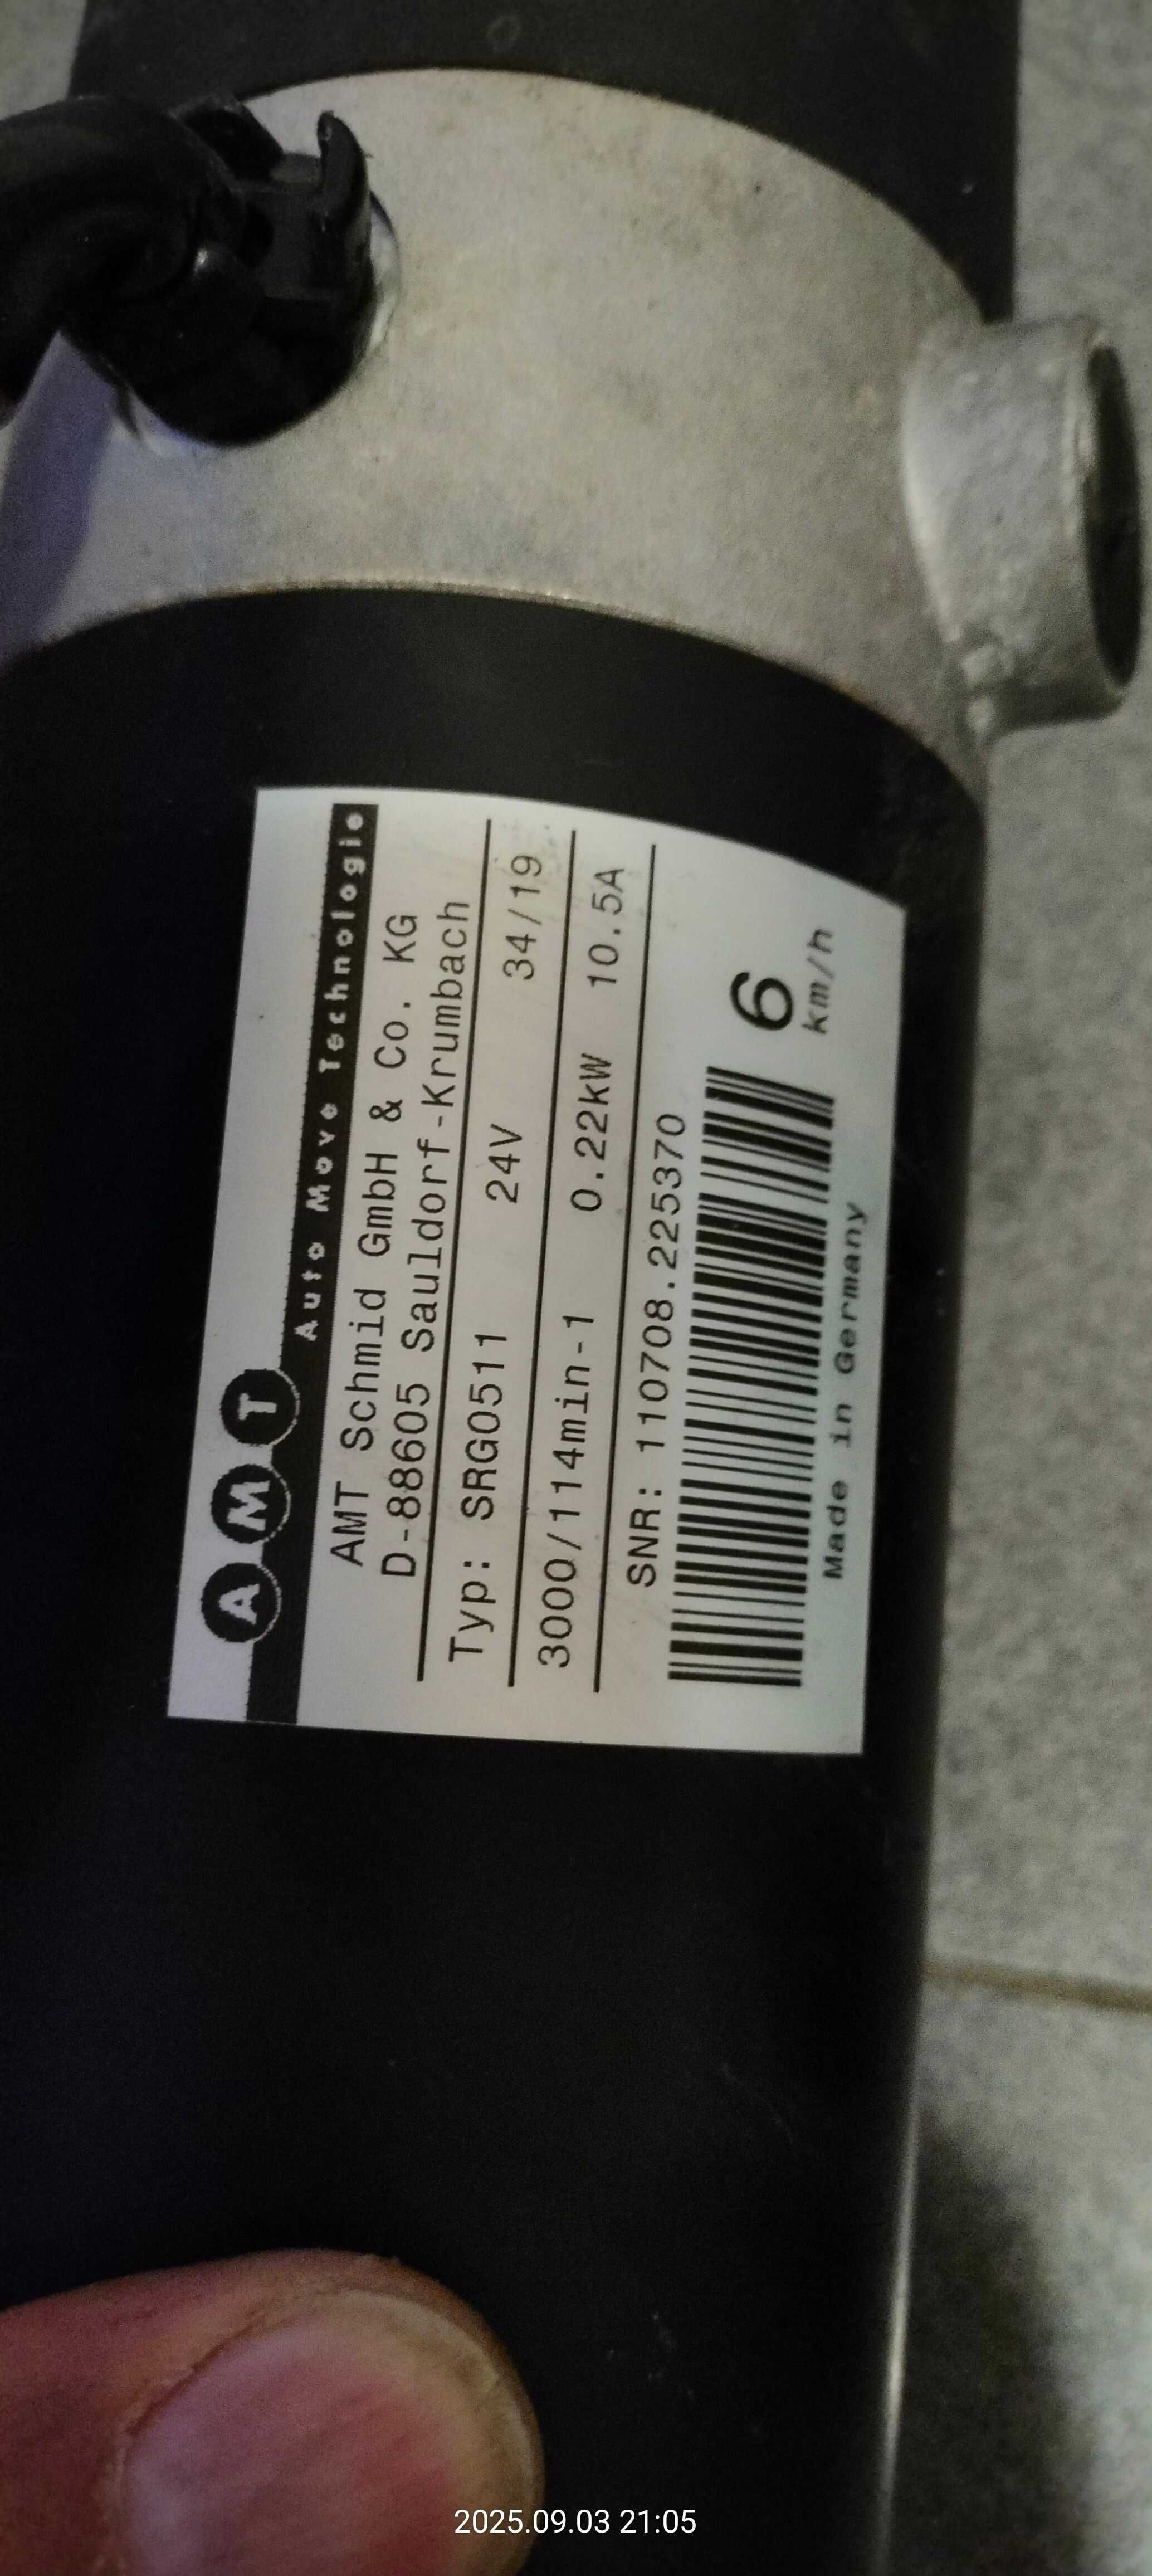 AMT
Auto Move Technologie
AMT Schmid GmbH & Co. KG
D-88605 Sauldorf-Krumbach
Typ: SRG0511 24V 34/19
3000/114min-1 0.22kW 10.5A
SNR: 110708.225370
6
km/h
Made in Germany
2025.09.03 21:05